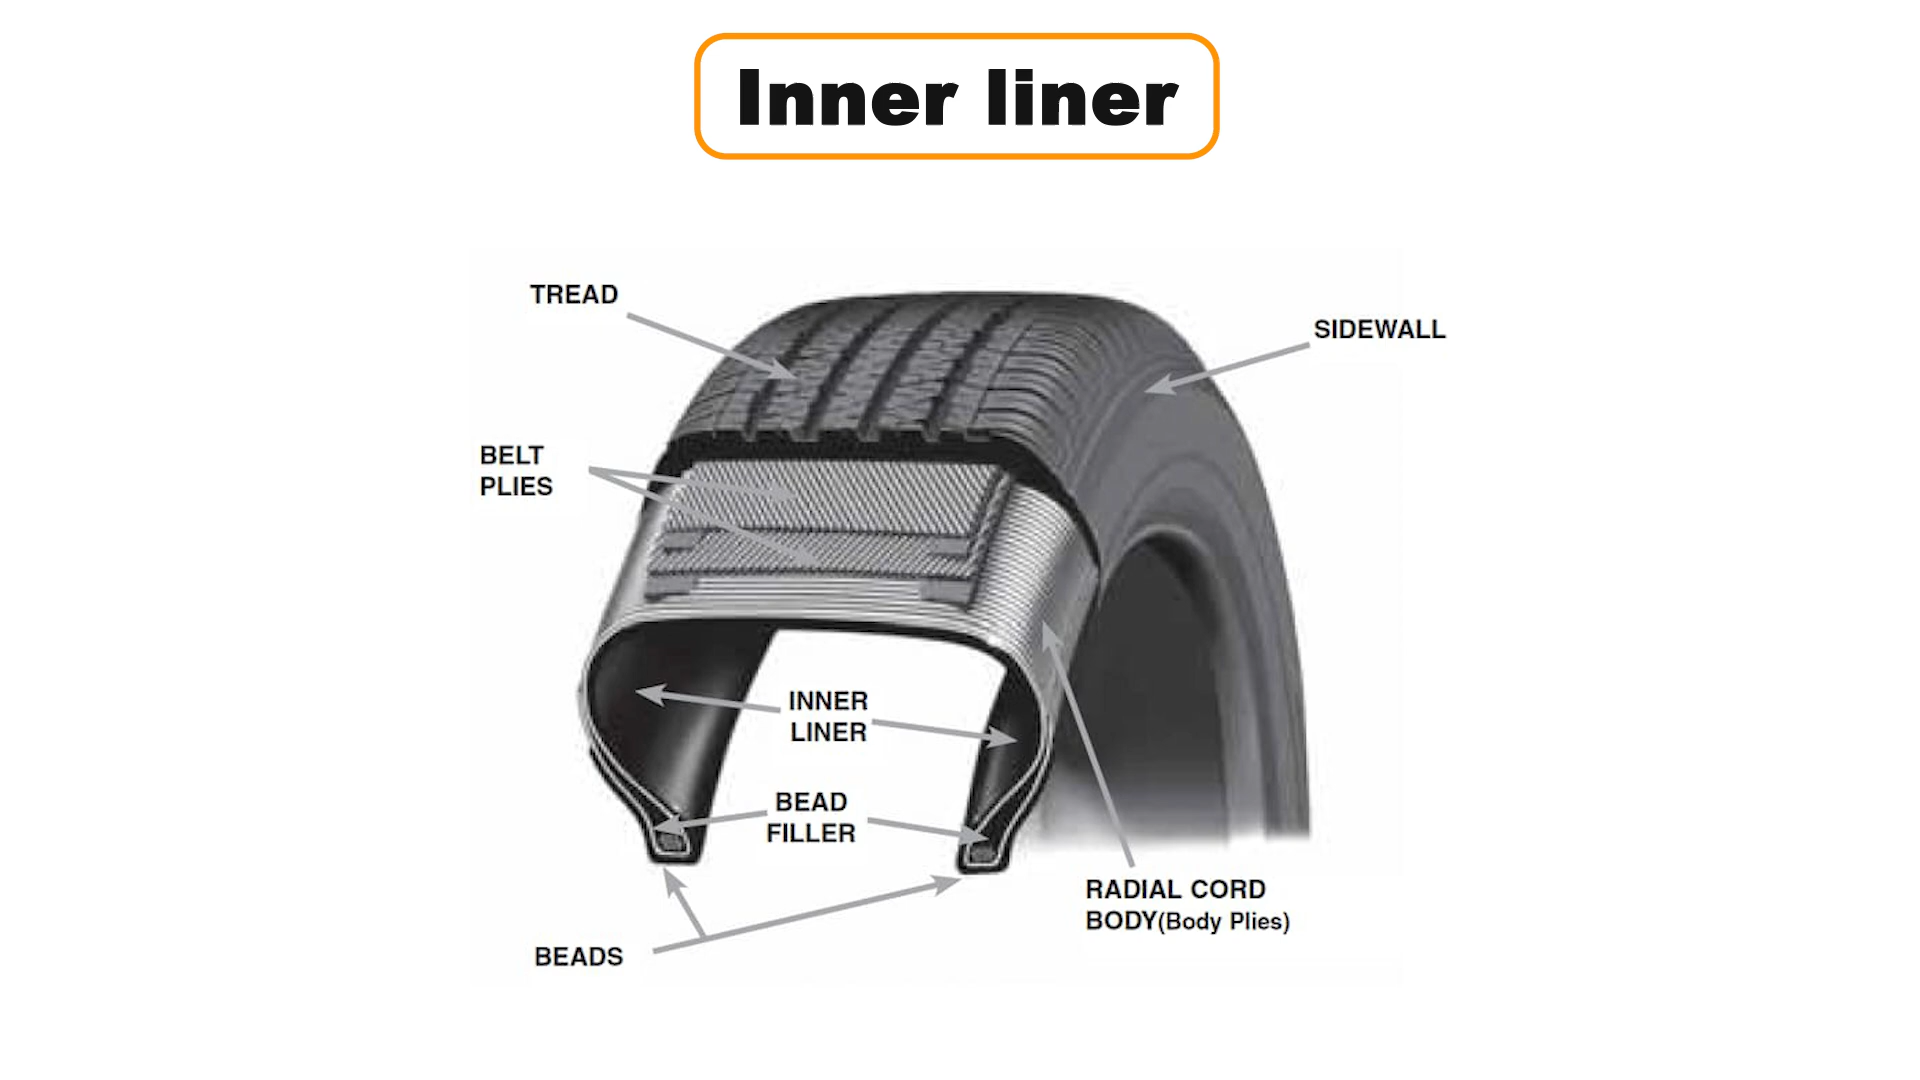 Inner liner
TREAD
SIDEWALL
BELT
PLIES
INNER
LINER
BEAD
FILLER
RADIAL CORD
BODY(Body Plies)
BEADS